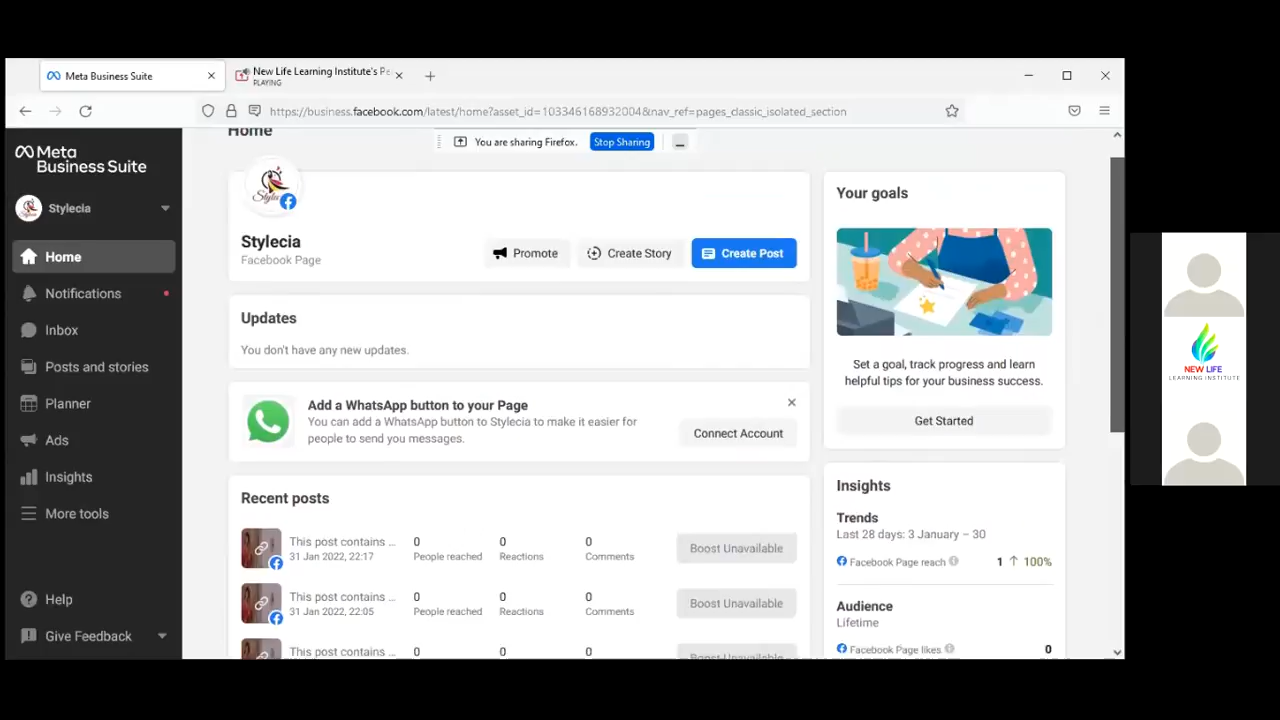 Meta Business Suite
New Life Learning Institute's Pe
PLAYING
https://business.facebook.com/latest/home?asset_id=103346168932004&nav_ref=pages_classic_isolated_section
Meta
Business Suite
Stylecia
Home
Notifications
Inbox
Posts and stories
Planner
Ads
Insights
More tools
Help
Give Feedback
Home
You are sharing Firefox.
Stop Sharing
Stylecia
Facebook Page
Promote
Create Story
Create Post
Updates
You don't have any new updates.
Add a WhatsApp button to your Page
You can add a WhatsApp button to Stylecia to make it easier for
people to send you messages.
Connect Account
Recent posts
This post contains ... 0 0 0 Boost Unavailable
31 Jan 2022, 22:17 People reached Reactions Comments
This post contains ... 0 0 0 Boost Unavailable
31 Jan 2022, 22:05 People reached Reactions Comments
This post contains ... 0 0 0 Boost Unavailable
Your goals
Set a goal, track progress and learn
helpful tips for your business success.
Get Started
Insights
Trends
Last 28 days: 3 January – 30
Facebook Page reach 1 ↑ 100%
Audience
Lifetime
Facebook Page likes 0
NEW LIFE
LEARNING INSTITUTE